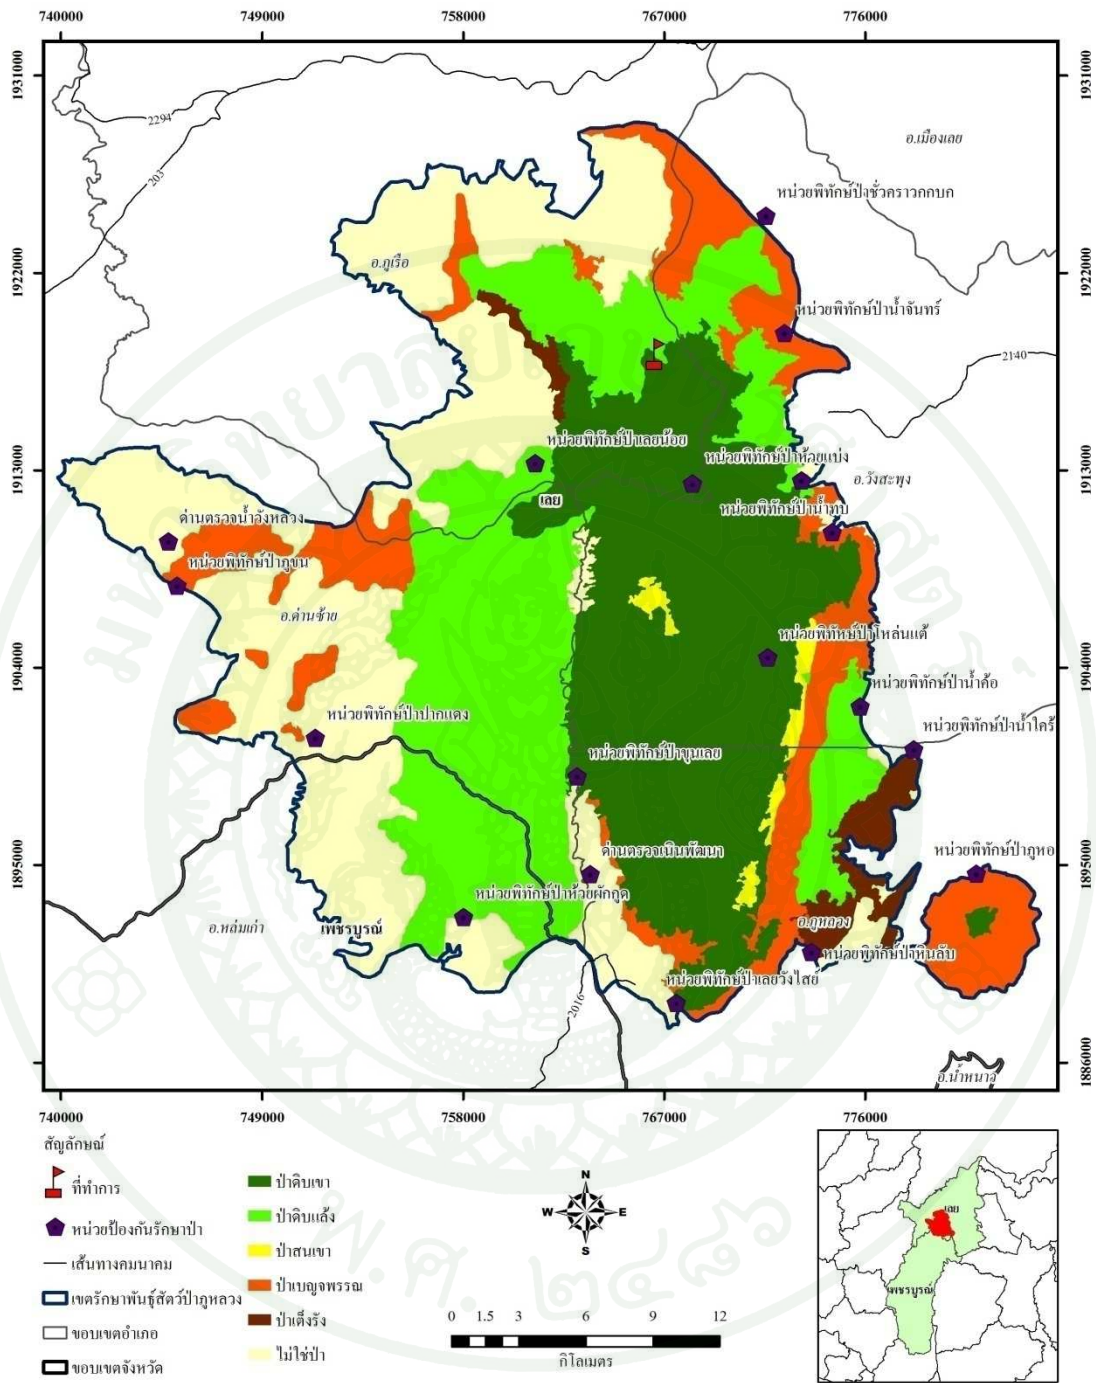 740000 749000 758000 767000 776000
1931000
1931000
2294
203
อ.เมืองเลย
หน่วยพิทักษ์ป่าชั่วคราวกกบก
1922000
อ.ภูเรือ
1922000
หน่วยพิทักษ์ป่าน้ำจันทร์
2140
หน่วยพิทักษ์ป่าเลยน้อย
หน่วยพิทักษ์ป่าห้วยแบ่ง
1913000
1913000
อ.วังสะพุง
เลย
หน่วยพิทักษ์ป่าน้ำทบ
ด่านตรวจน้ำวังหลวง
หน่วยพิทักษ์ป่าภูขน
อ.ด่านซ้าย
หน่วยพิทักษ์ป่าโหล่นแต้
1904000
1904000
หน่วยพิทักษ์ป่าน้ำค้อ
หน่วยพิทักษ์ป่าปากแดง
หน่วยพิทักษ์ป่าน้ำใคร้
หน่วยพิทักษ์ป่าขุนเลย
ด่านตรวจเนินพัฒนา
หน่วยพิทักษ์ป่าภูหอ
1895000
1895000
หน่วยพิทักษ์ป่าห้วยผักกูด
อ.หล่มเก่า
เพชรบูรณ์
อ.ภูหลวง
หน่วยพิทักษ์ป่าหินลับ
หน่วยพิทักษ์ป่าเลยวังไสย์
2016
1886000
1886000
อ.น้ำหนาว
740000 749000 758000 767000 776000
สัญลักษณ์
ที่ทำการ
หน่วยป้องกันรักษาป่า
เส้นทางคมนาคม
เขตรักษาพันธุ์สัตว์ป่าภูหลวง
ขอบเขตอำเภอ
ขอบเขตจังหวัด
ป่าดิบเขา
ป่าดิบแล้ง
ป่าสนเขา
ป่าเบญจพรรณ
ป่าเต็งรัง
ไม่ใช่ป่า
N
W E
S
0 1.5 3 6 9 12
กิโลเมตร
เลย
เพชรบูรณ์
พ.ศ. ๒๔๘๖